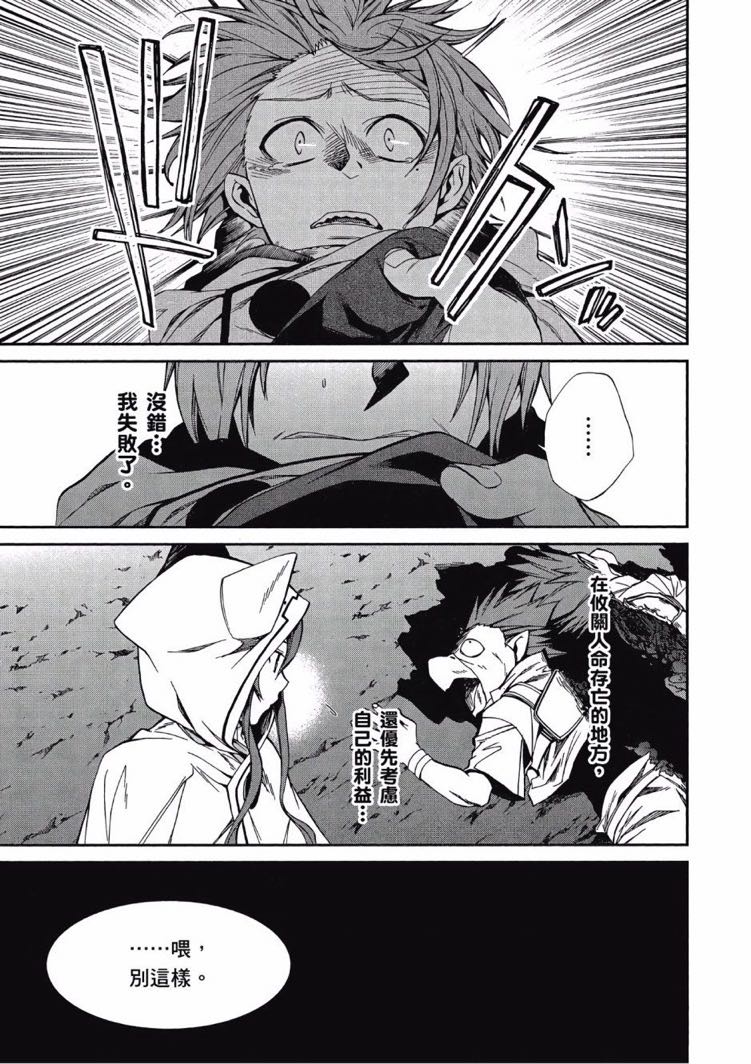 ……
沒錯…
我失敗了。
在攸關人命存亡的地方，
還優先考慮
自己的利益…
……喂，
別這樣。